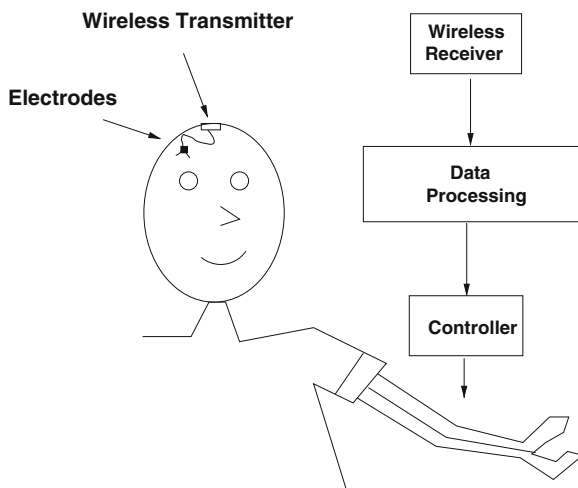 Wireless Transmitter
Electrodes
Wireless
Receiver
Data
Processing
Controller